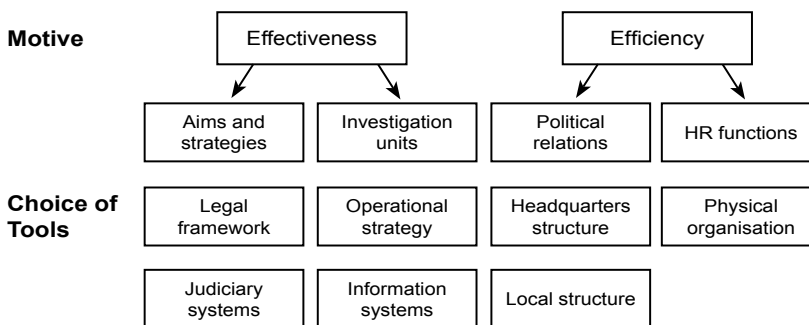 Motive
Effectiveness
Efficiency
Aims and
strategies
Investigation
units
Political
relations
HR functions
Choice of
Tools
Legal
framework
Operational
strategy
Headquarters
structure
Physical
organisation
Judiciary
systems
Information
systems
Local structure